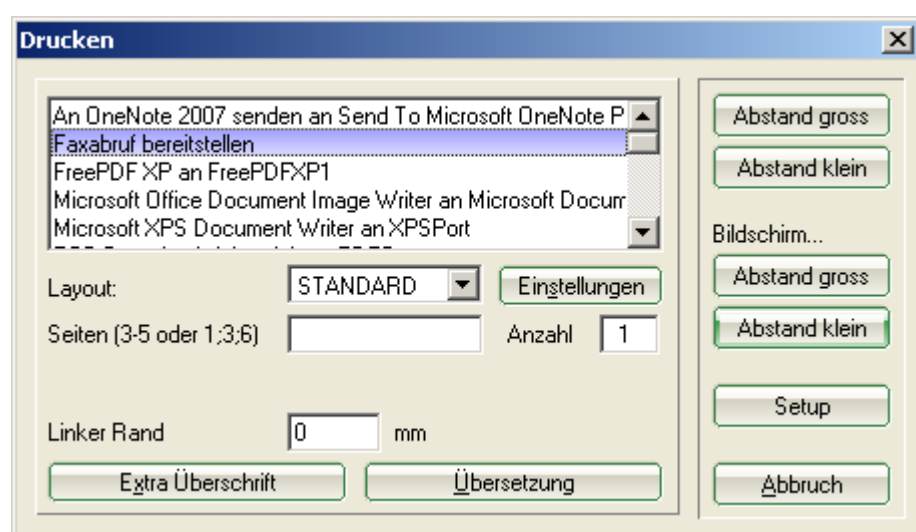 Drucken
An OneNote 2007 senden an Send To Microsoft OneNote P
Faxabruf bereitstellen
FreePDF XP an FreePDFXP1
Microsoft Office Document Image Writer an Microsoft Docum
Microsoft XPS Document Writer an XPSPort
Layout:
STANDARD
Einstellungen
Seiten (3-5 oder 1;3;6)
Anzahl
1
Linker Rand
0
mm
Extra Überschrift
Übersetzung
Abstand gross
Abstand klein
Bildschirm...
Abstand gross
Abstand klein
Setup
Abbruch